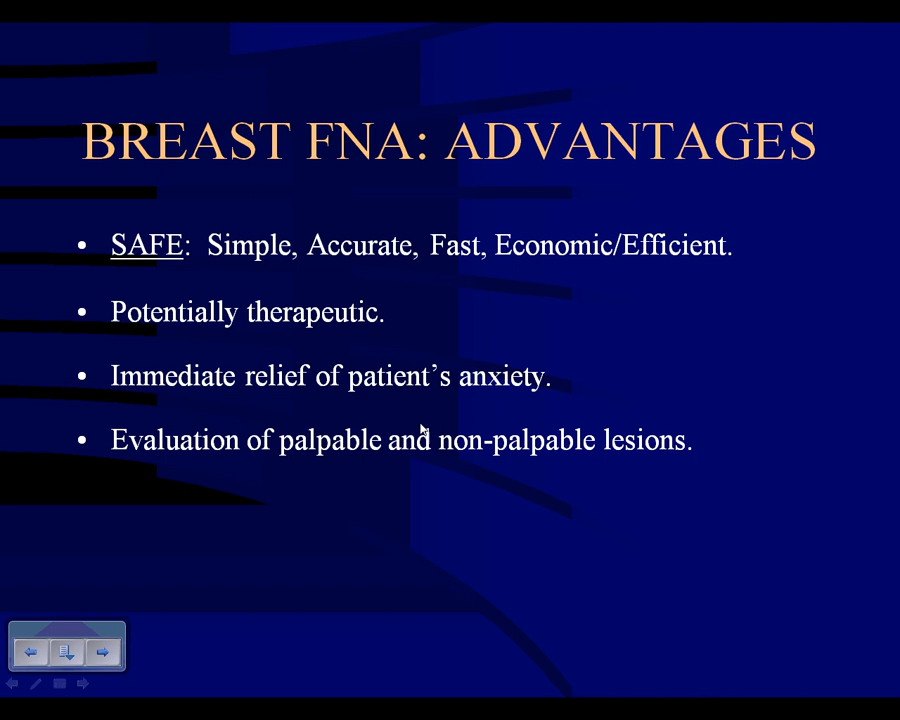 BREAST FNA: ADVANTAGES
• SAFE: Simple, Accurate, Fast, Economic/Efficient.
• Potentially therapeutic.
• Immediate relief of patient’s anxiety.
• Evaluation of palpable and non-palpable lesions.